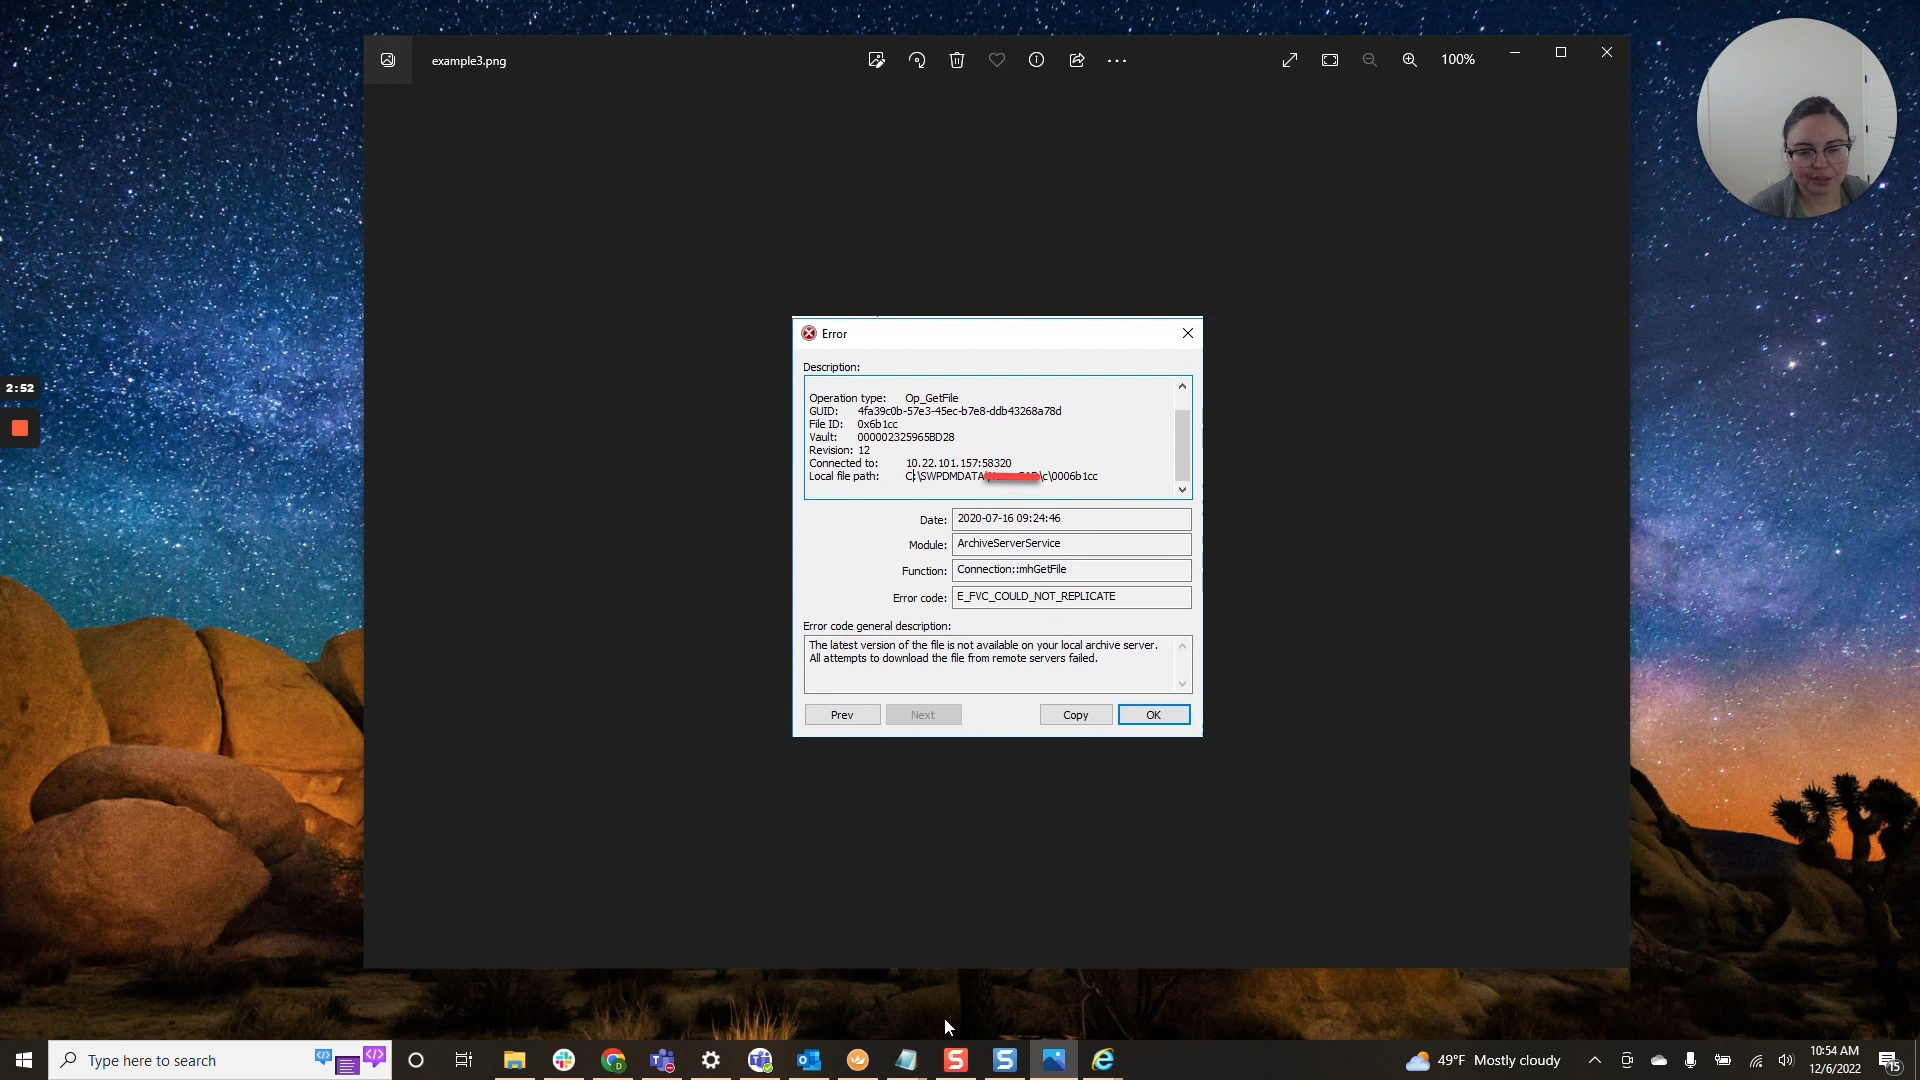 example3.png
100%
Error
Description:
Operation type: Op_GetFile
GUID: 4fa39c0b-57e3-45ec-b7e8-ddb43268a78d
File ID: 0x6b1cc
Vault: 000002325965BD28
Revision: 12
Connected to: 10.22.101.157:58320
Local file path: C:\SWPDMDATA\ \c\0006b1cc
Date: 2020-07-16 09:24:46
Module: ArchiveServerService
Function: Connection::mhGetFile
Error code: E_FVC_COULD_NOT_REPLICATE
Error code general description:
The latest version of the file is not available on your local archive server.
All attempts to download the file from remote servers failed.
Prev Next Copy OK
2:52
Type here to search
49°F Mostly cloudy
10:54 AM
12/6/2022
15